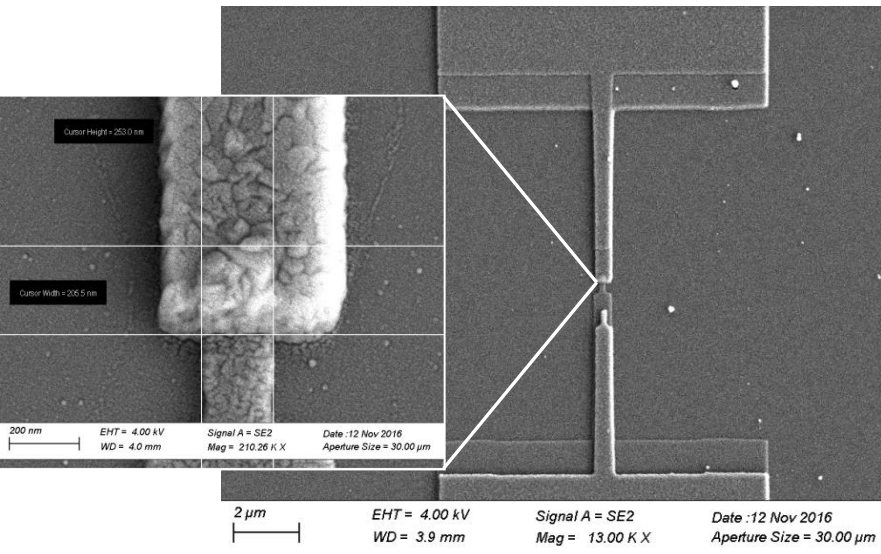 Cursor Height = 253.0 nm
Cursor Width = 205.5 nm
200 nm
EHT = 4.00 kV
Signal A = SE2
Date :12 Nov 2016
WD = 4.0 mm
Mag = 210.26 K X
Aperture Size = 30.00 µm
2 µm
EHT = 4.00 kV
Signal A = SE2
Date :12 Nov 2016
WD = 3.9 mm
Mag = 13.00 K X
Aperture Size = 30.00 µm